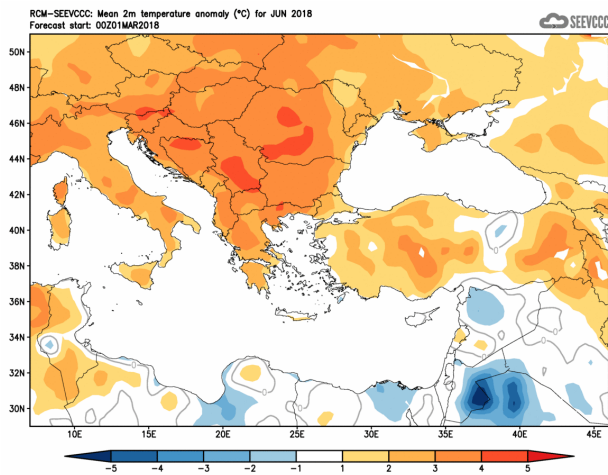 RCM-SEEVCCC: Mean 2m temperature anomaly (°C) for JUN 2018
Forecast start: 00Z01MAR2018
SEEVCCC
50N
48N
46N
44N
42N
40N
38N
36N
34N
32N
30N
10E 15E 20E 25E 30E 35E 40E 45E
-5 -4 -3 -2 -1 1 2 3 4 5